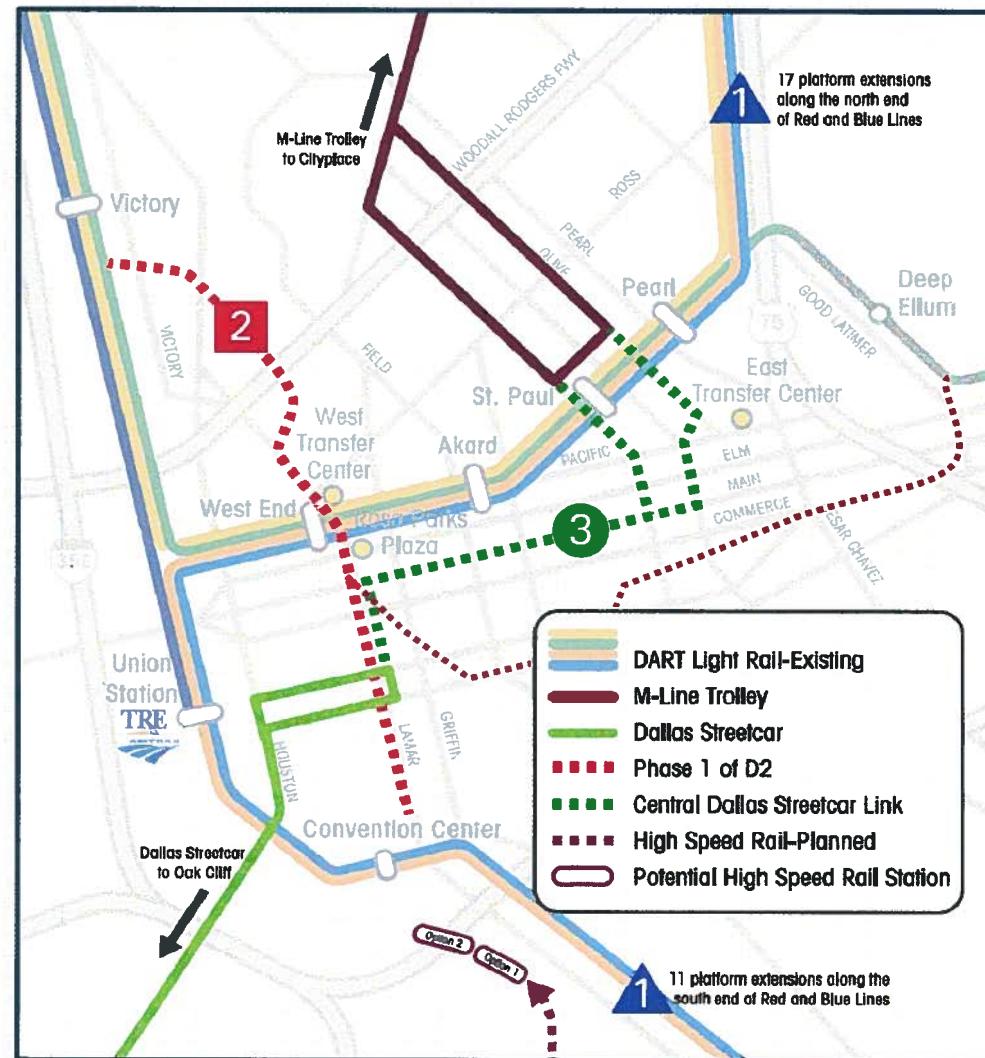 17 platform extensions
along the north end
of Red and Blue Lines
1
M-Line Trolley
to Cityplace
WOODALL RODGERS FWY
ROSS
PEARL
OLIVE
Victory
VICTORY
2
FIELD
Pearl
75
GOOD LATIMER
Deep
Ellum
East
Transfer Center
St. Paul
West
Transfer
Center
Akard
PACIFIC
ELM
MAIN
COMMERCE
West End
Rosa Parks
Plaza
3
35E
Union
Station
TRE
HOUSTON
LAMAR
GRIFFIN
Convention Center
Dallas Streetcar
to Oak Cliff
DART Light Rail-Existing
M-Line Trolley
Dallas Streetcar
Phase 1 of D2
Central Dallas Streetcar Link
High Speed Rail-Planned
Potential High Speed Rail Station
Option 2
Option 1
1
11 platform extensions along the
south end of Red and Blue Lines